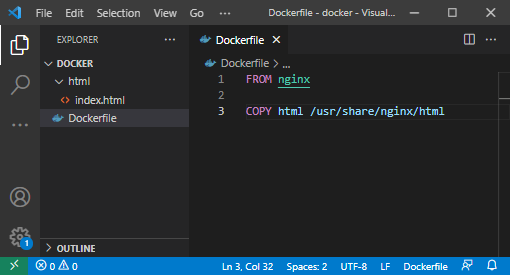 File Edit Selection View Go ··· Dockerfile - docker - Visual...
EXPLORER ···
DOCKER
html
index.html
Dockerfile
OUTLINE
Dockerfile
Dockerfile > ...
1 FROM nginx
2
3 COPY html /usr/share/nginx/html
1
0 0 Ln 3, Col 32 Spaces: 2 UTF-8 LF Dockerfile